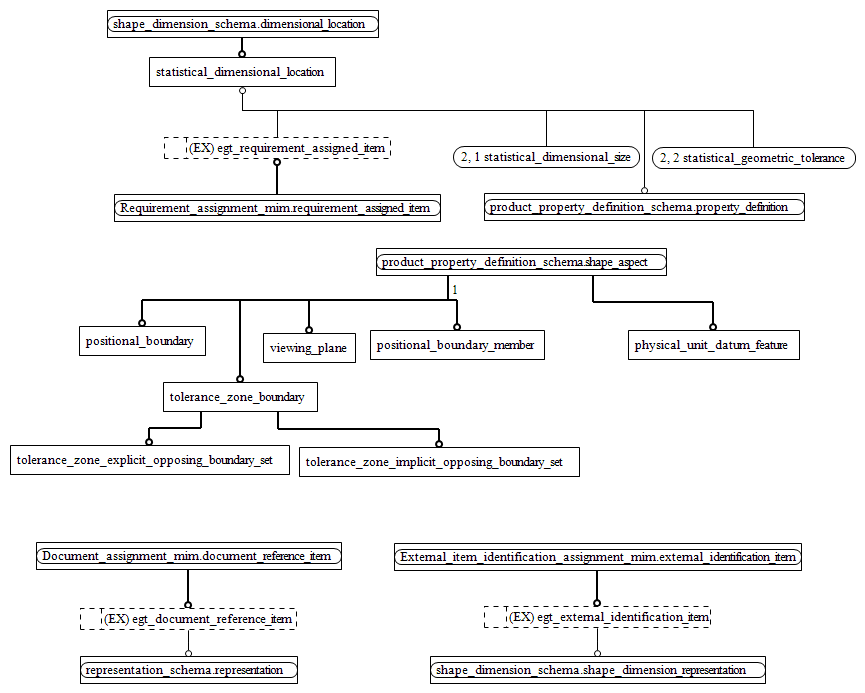 shape_dimension_schema.dimensional_location
statistical_dimensional_location
(EX) egt_requirement_assigned_item
2, 1 statistical_dimensional_size
2, 2 statistical_geometric_tolerance
Requirement_assignment_mim.requirement_assigned_item
product_property_definition_schema.property_definition
product_property_definition_schema.shape_aspect
1
positional_boundary
viewing_plane
positional_boundary_member
physical_unit_datum_feature
tolerance_zone_boundary
tolerance_zone_explicit_opposing_boundary_set
tolerance_zone_implicit_opposing_boundary_set
Document_assignment_mim.document_reference_item
External_item_identification_assignment_mim.external_identification_item
(EX) egt_document_reference_item
(EX) egt_external_identification_item
representation_schema.representation
shape_dimension_schema.shape_dimension_representation